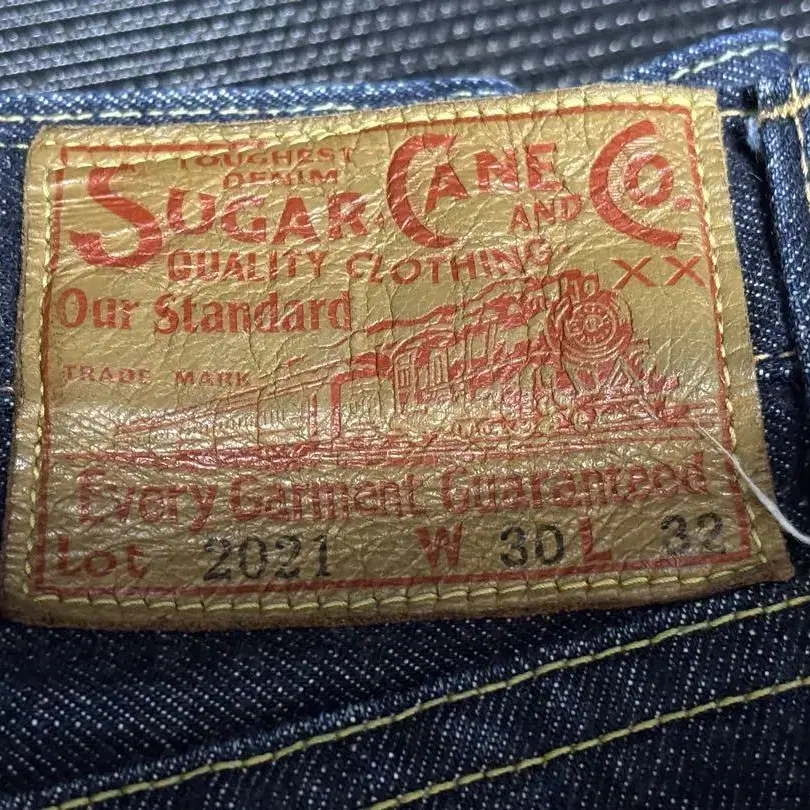 TOUGHEST
DENIM
SUGAR CANE AND CO.
QUALITY CLOTHING XX
Our Standard
TRADE MARK
Every Garment Guaranteed
Lot 2021 W 30 L 32